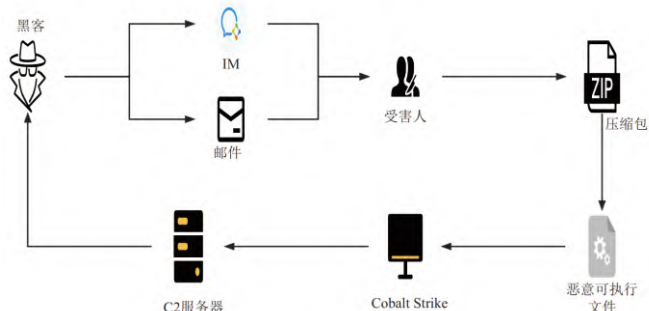 黑客
IM
邮件
受害人
ZIP
压缩包
恶意可执行
文件
Cobalt Strike
C2服务器